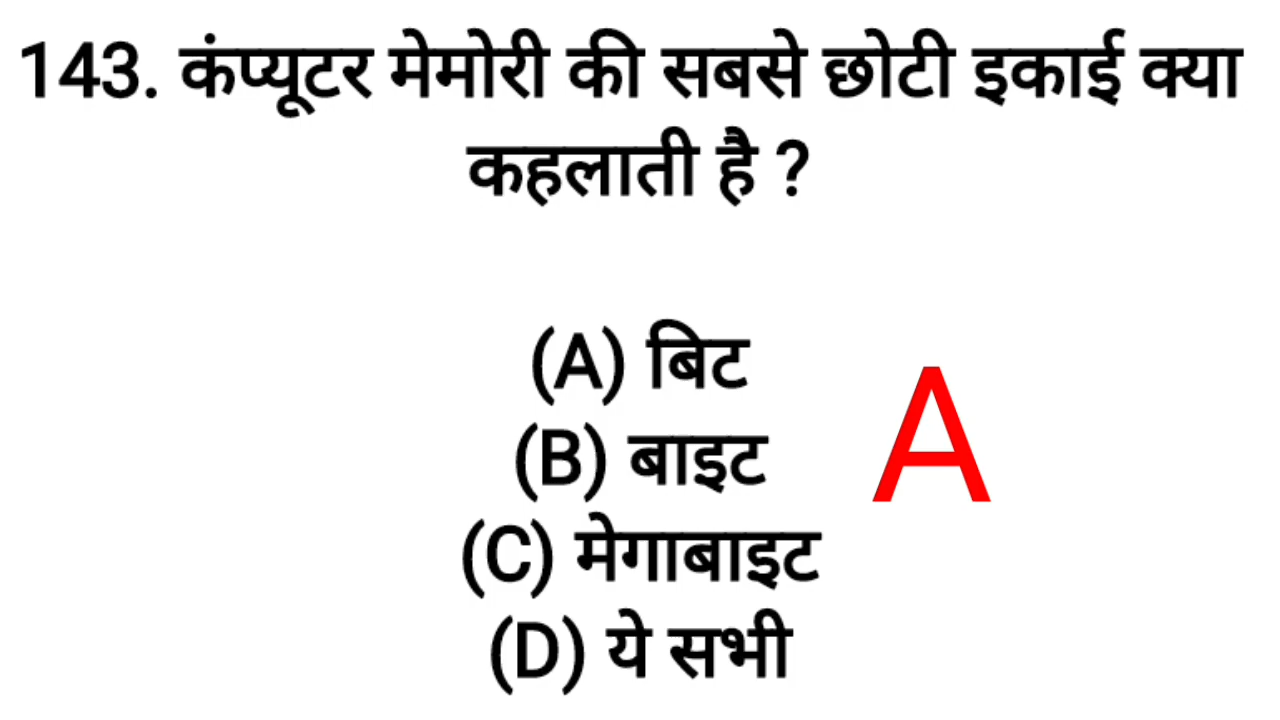 143. कंप्यूटर मेमोरी की सबसे छोटी इकाई क्या
कहलाती है ?
(A) बिट
(B) बाइट
(C) मेगाबाइट
(D) ये सभी
A